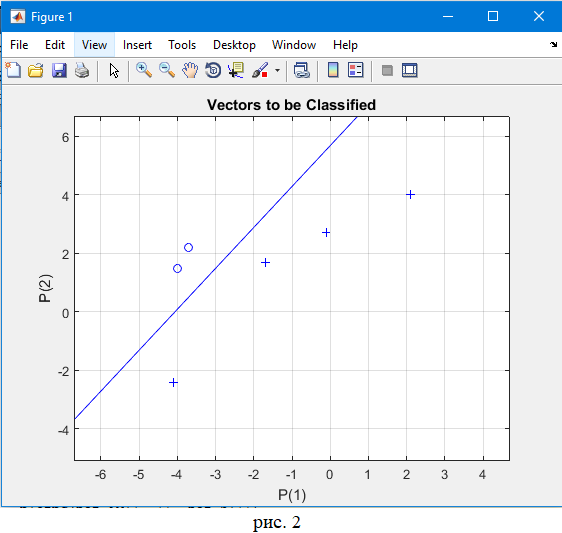 Figure 1
File Edit View Insert Tools Desktop Window Help
Vectors to be Classified
P(2)
6
4
2
0
-2
-4
-6 -5 -4 -3 -2 -1 0 1 2 3 4
P(1)
рис. 2